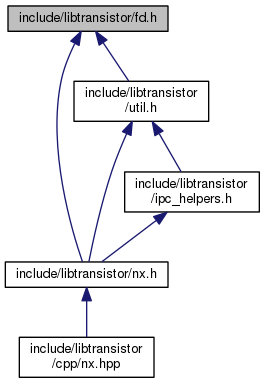 include/libtransistor/fd.h
include/libtransistor
/util.h
include/libtransistor
/ipc_helpers.h
include/libtransistor/nx.h
include/libtransistor
/cpp/nx.hpp